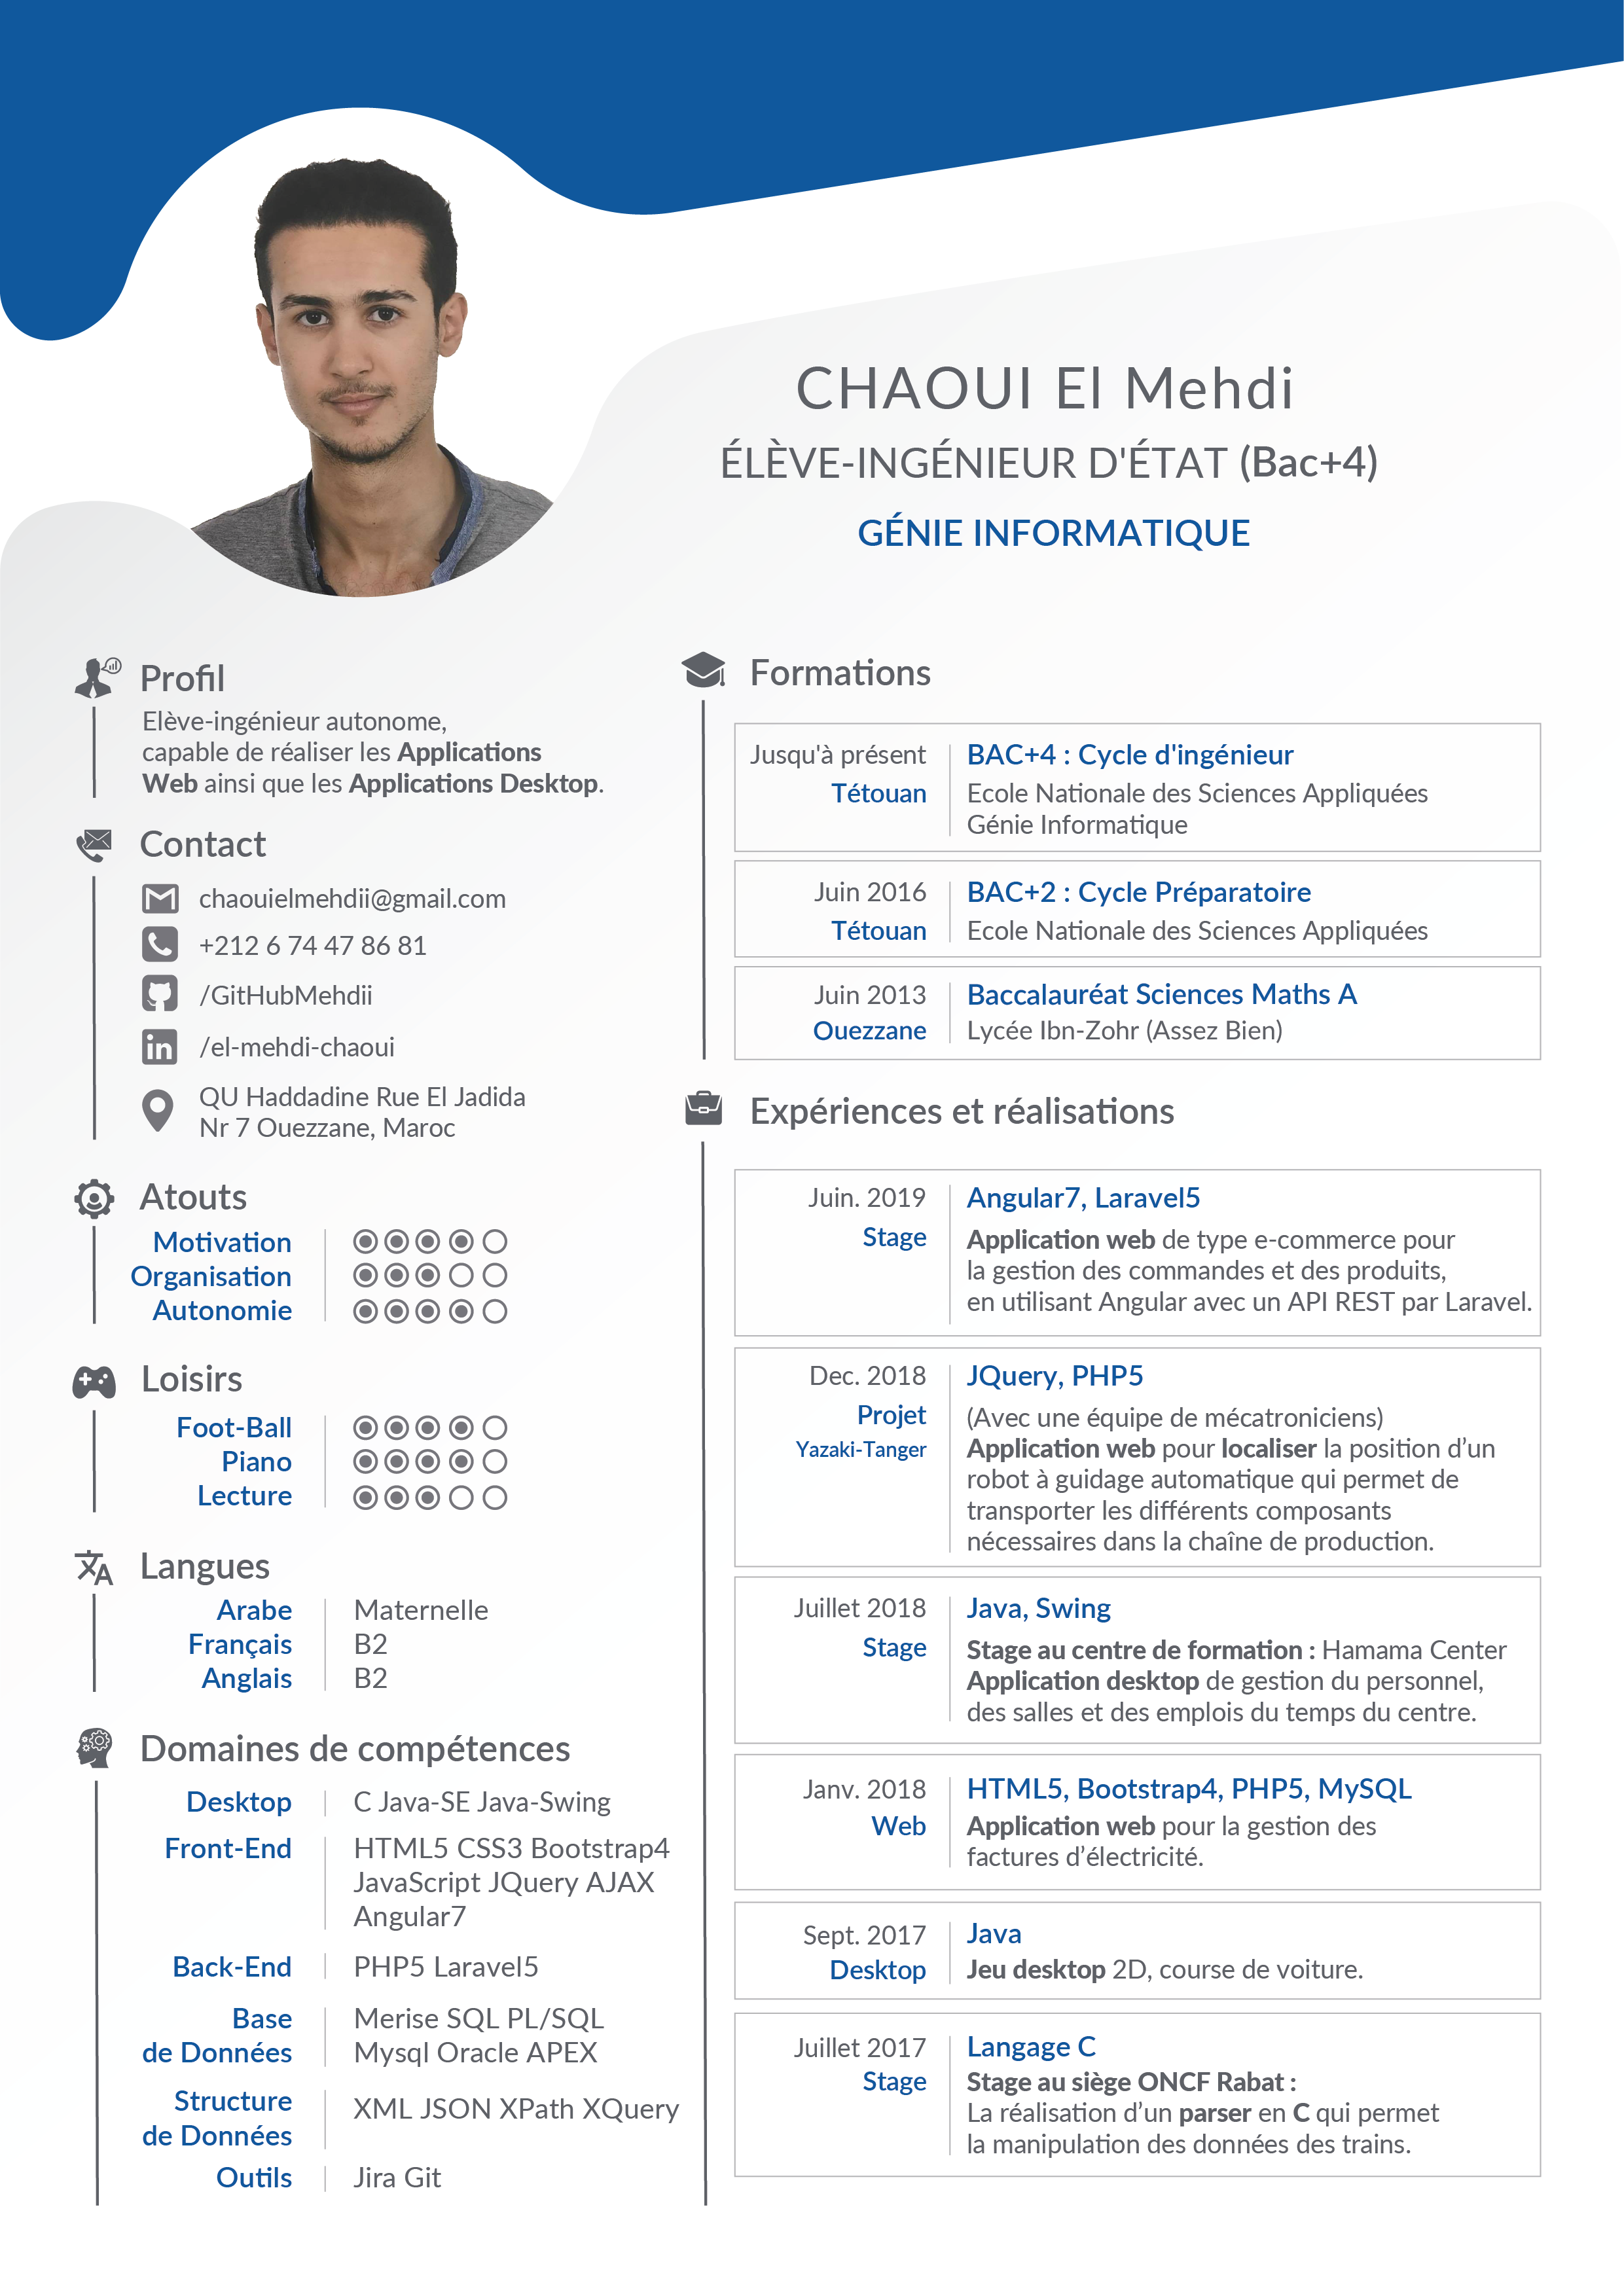 CHAOUI El Mehdi
ÉLÈVE-INGÉNIEUR D'ÉTAT (Bac+4)
GÉNIE INFORMATIQUE
Profil
Elève-ingénieur autonome,
capable de réaliser les Applications
Web ainsi que les Applications Desktop.
Contact
chaouielmehdii@gmail.com
+212 6 74 47 86 81
/GitHubMehdii
in /el-mehdi-chaoui
QU Haddadine Rue El Jadida
Nr 7 Ouezzane, Maroc
Atouts
Motivation
Organisation
Autonomie
Loisirs
Foot-Ball
Piano
Lecture
Langues
Arabe Maternelle
Français B2
Anglais B2
Domaines de compétences
Desktop C Java-SE Java-Swing
Front-End HTML5 CSS3 Bootstrap4
JavaScript JQuery AJAX
Angular7
Back-End PHP5 Laravel5
Base Merise SQL PL/SQL
de Données Mysql Oracle APEX
Structure
XML JSON XPath XQuery
de Données
Outils Jira Git
Formations
Jusqu'à présent BAC+4 : Cycle d'ingénieur
Tétouan Ecole Nationale des Sciences Appliquées
Génie Informatique
Juin 2016 BAC+2 : Cycle Préparatoire
Tétouan Ecole Nationale des Sciences Appliquées
Juin 2013 Baccalauréat Sciences Maths A
Ouezzane Lycée Ibn-Zohr (Assez Bien)
Expériences et réalisations
Juin. 2019 Angular7, Laravel5
Stage Application web de type e-commerce pour
la gestion des commandes et des produits,
en utilisant Angular avec un API REST par Laravel.
Dec. 2018 JQuery, PHP5
Projet (Avec une équipe de mécatroniciens)
Yazaki-Tanger Application web pour localiser la position d’un
robot à guidage automatique qui permet de
transporter les différents composants
nécessaires dans la chaîne de production.
Juillet 2018 Java, Swing
Stage Stage au centre de formation : Hamama Center
Application desktop de gestion du personnel,
des salles et des emplois du temps du centre.
Janv. 2018 HTML5, Bootstrap4, PHP5, MySQL
Web Application web pour la gestion des
factures d’électricité.
Sept. 2017 Java
Desktop Jeu desktop 2D, course de voiture.
Juillet 2017 Langage C
Stage Stage au siège ONCF Rabat :
La réalisation d’un parser en C qui permet
la manipulation des données des trains.